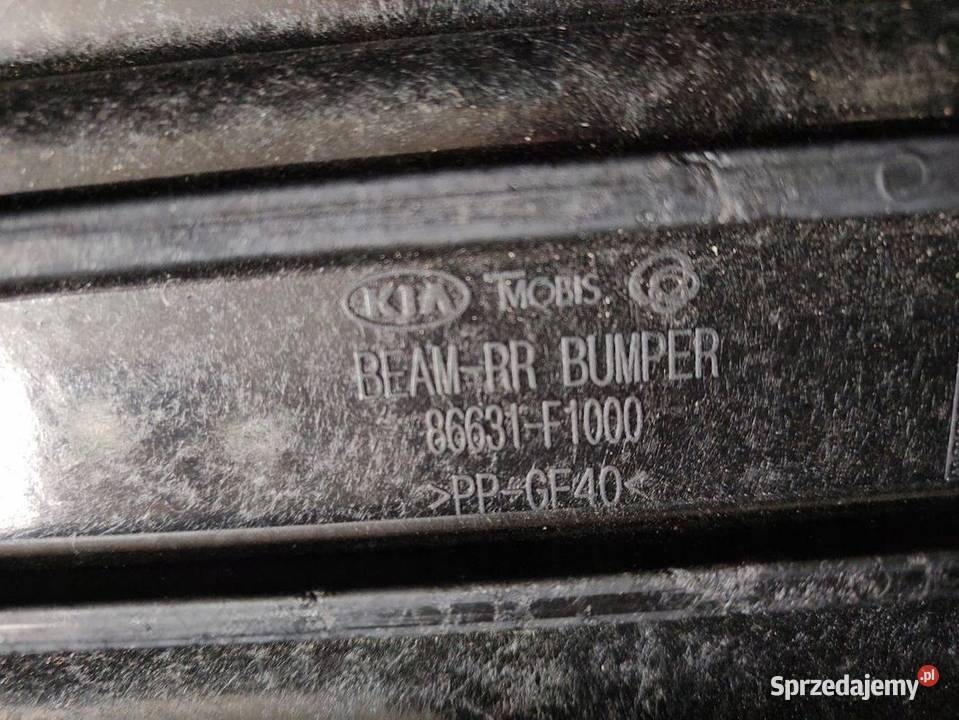 KIA MOBIS
BEAM-RR BUMPER
86631-F1000
>PP-GF40<
Sprzedajemy.pl